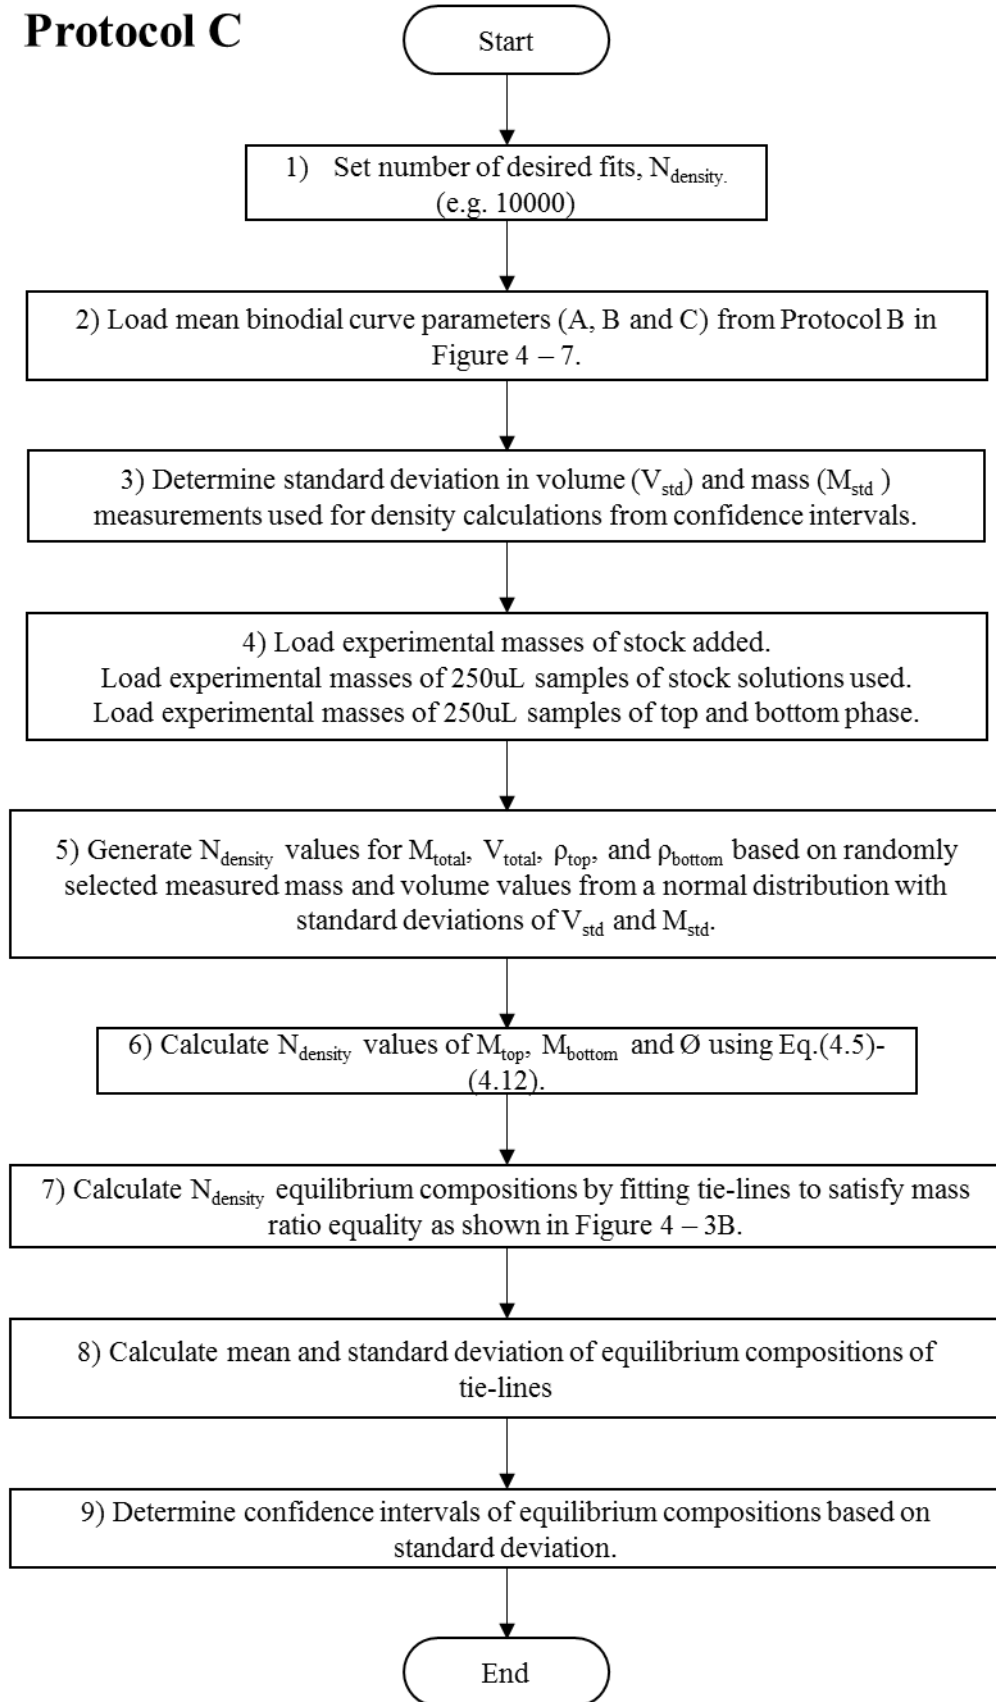 Protocol C
Start
1) Set number of desired fits, Ndensity.
(e.g. 10000)
2) Load mean binodial curve parameters (A, B and C) from Protocol B in
Figure 4 – 7.
3) Determine standard deviation in volume (Vstd) and mass (Mstd )
measurements used for density calculations from confidence intervals.
4) Load experimental masses of stock added.
Load experimental masses of 250uL samples of stock solutions used.
Load experimental masses of 250uL samples of top and bottom phase.
5) Generate Ndensity values for Mtotal, Vtotal, ρtop, and ρbottom based on randomly
selected measured mass and volume values from a normal distribution with
standard deviations of Vstd and Mstd.
6) Calculate Ndensity values of Mtop, Mbottom and Ø using Eq.(4.5)-
(4.12).
7) Calculate Ndensity equilibrium compositions by fitting tie-lines to satisfy mass
ratio equality as shown in Figure 4 – 3B.
8) Calculate mean and standard deviation of equilibrium compositions of
tie-lines
9) Determine confidence intervals of equilibrium compositions based on
standard deviation.
End